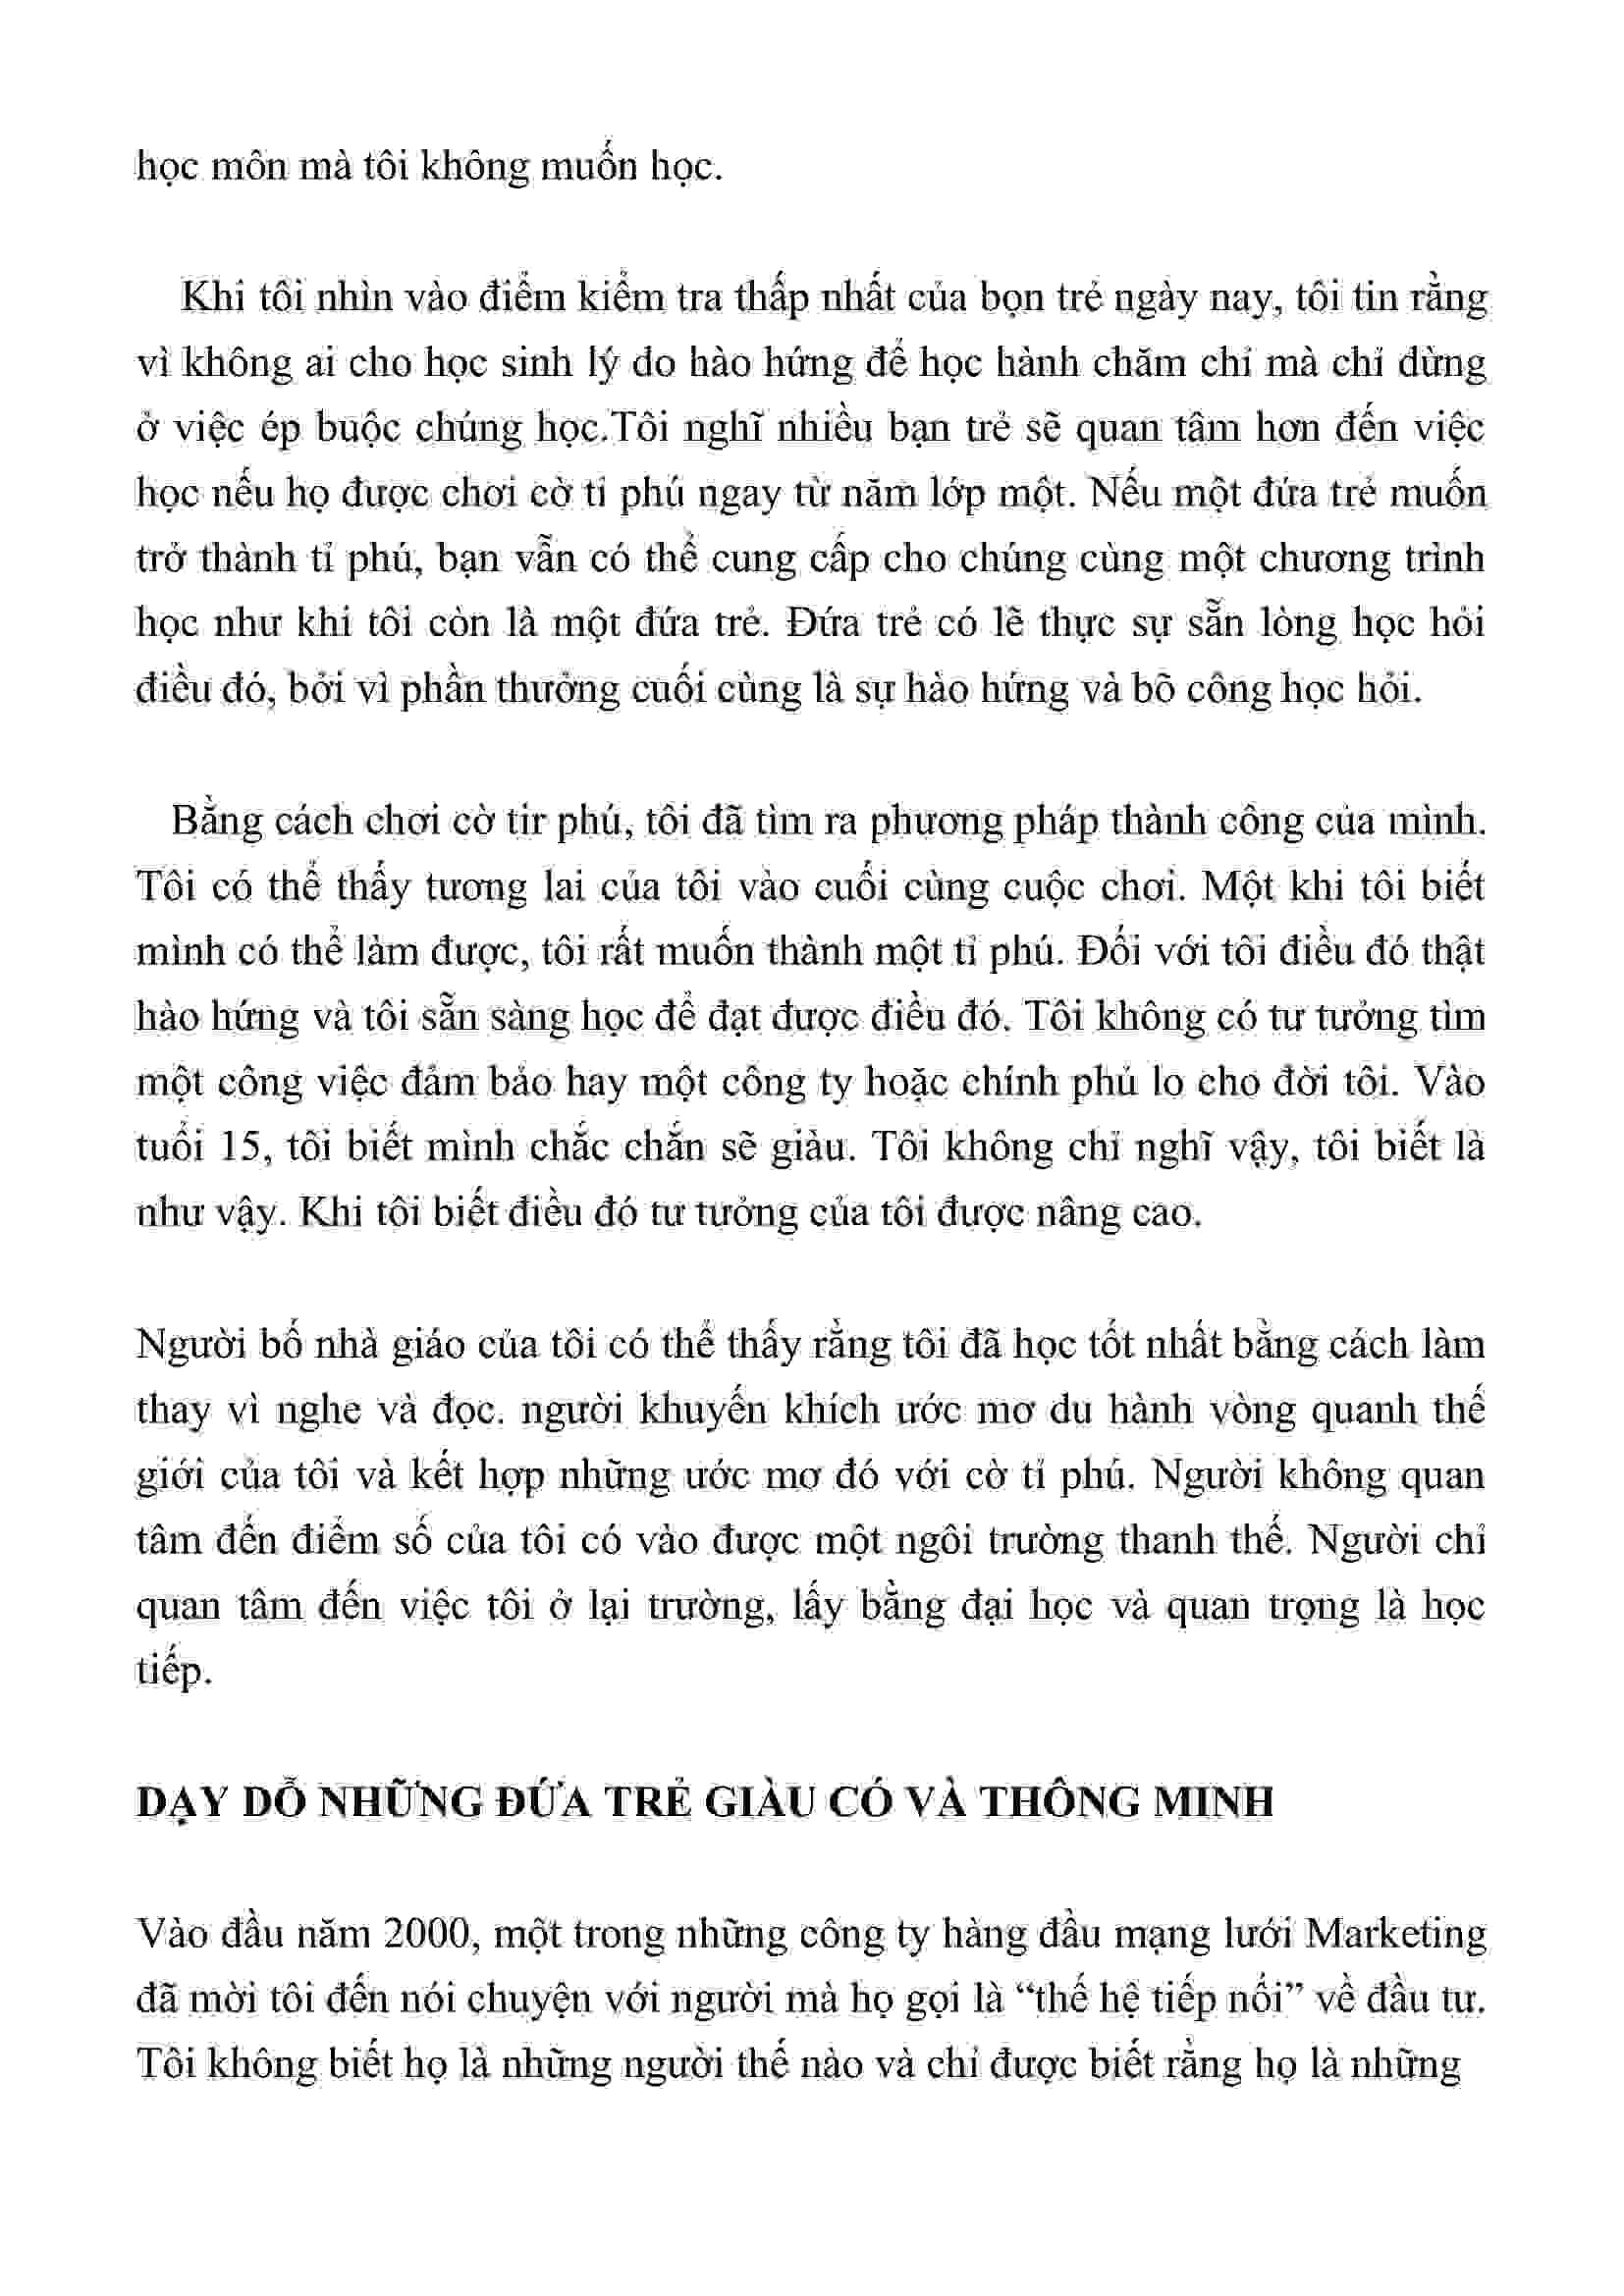 học môn mà tôi không muốn học.
Khi tôi nhìn vào điểm kiểm tra thấp nhất của bọn trẻ ngày nay, tôi tin rằng
vì không ai cho học sinh lý do hào hứng để học hành chăm chỉ mà chỉ dừng
ở việc ép buộc chúng học.Tôi nghĩ nhiều bạn trẻ sẽ quan tâm hơn đến việc
học nếu họ được chơi cờ tỉ phú ngay từ năm lớp một. Nếu một đứa trẻ muốn
trở thành tỉ phú, bạn vẫn có thể cung cấp cho chúng cùng một chương trình
học như khi tôi còn là một đứa trẻ. Đứa trẻ có lẽ thực sự sẵn lòng học hỏi
điều đó, bởi vì phần thưởng cuối cùng là sự hào hứng và bõ công học hỏi.
Bằng cách chơi cờ tir phú, tôi đã tìm ra phương pháp thành công của mình.
Tôi có thể thấy tương lai của tôi vào cuối cùng cuộc chơi. Một khi tôi biết
mình có thể làm được, tôi rất muốn thành một tỉ phú. Đối với tôi điều đó thật
hào hứng và tôi sẵn sàng học để đạt được điều đó. Tôi không có tư tưởng tìm
một công việc đảm bảo hay một công ty hoặc chính phủ lo cho đời tôi. Vào
tuổi 15, tôi biết mình chắc chắn sẽ giàu. Tôi không chỉ nghĩ vậy, tôi biết là
như vậy. Khi tôi biết điều đó tư tưởng của tôi được nâng cao.
Người bố nhà giáo của tôi có thể thấy rằng tôi đã học tốt nhất bằng cách làm
thay vì nghe và đọc. người khuyến khích ước mơ du hành vòng quanh thế
giới của tôi và kết hợp những ước mơ đó với cờ tỉ phú. Người không quan
tâm đến điểm số của tôi có vào được một ngôi trường thanh thế. Người chỉ
quan tâm đến việc tôi ở lại trường, lấy bằng đại học và quan trọng là học
tiếp.
DẠY DỖ NHỮNG ĐỨA TRẺ GIÀU CÓ VÀ THÔNG MINH
Vào đầu năm 2000, một trong những công ty hàng đầu mạng lưới Marketing
đã mời tôi đến nói chuyện với người mà họ gọi là “thế hệ tiếp nối” về đầu tư.
Tôi không biết họ là những người thế nào và chỉ được biết rằng họ là những